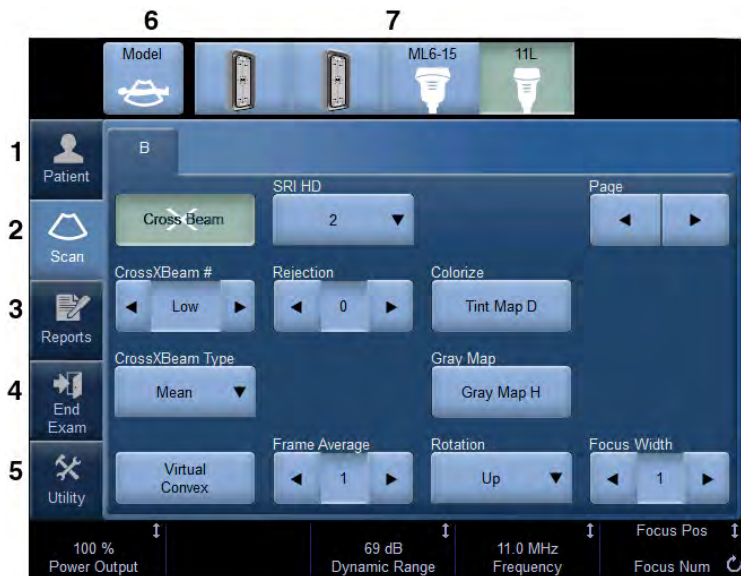 6
7
Model
ML6-15
11L
1
Patient
B
SRI HD
Page
Cross Beam
2
2
Scan
CrossXBeam #
Rejection
Colorize
3
Low
0
Tint Map D
Reports
CrossXBeam Type
Gray Map
4
Mean
Gray Map H
End
Exam
Frame Average
Rotation
Focus Width
5
Virtual
Convex
1
Up
1
Utility
Focus Pos
100 %
69 dB
11.0 MHz
Power Output
Dynamic Range
Frequency
Focus Num